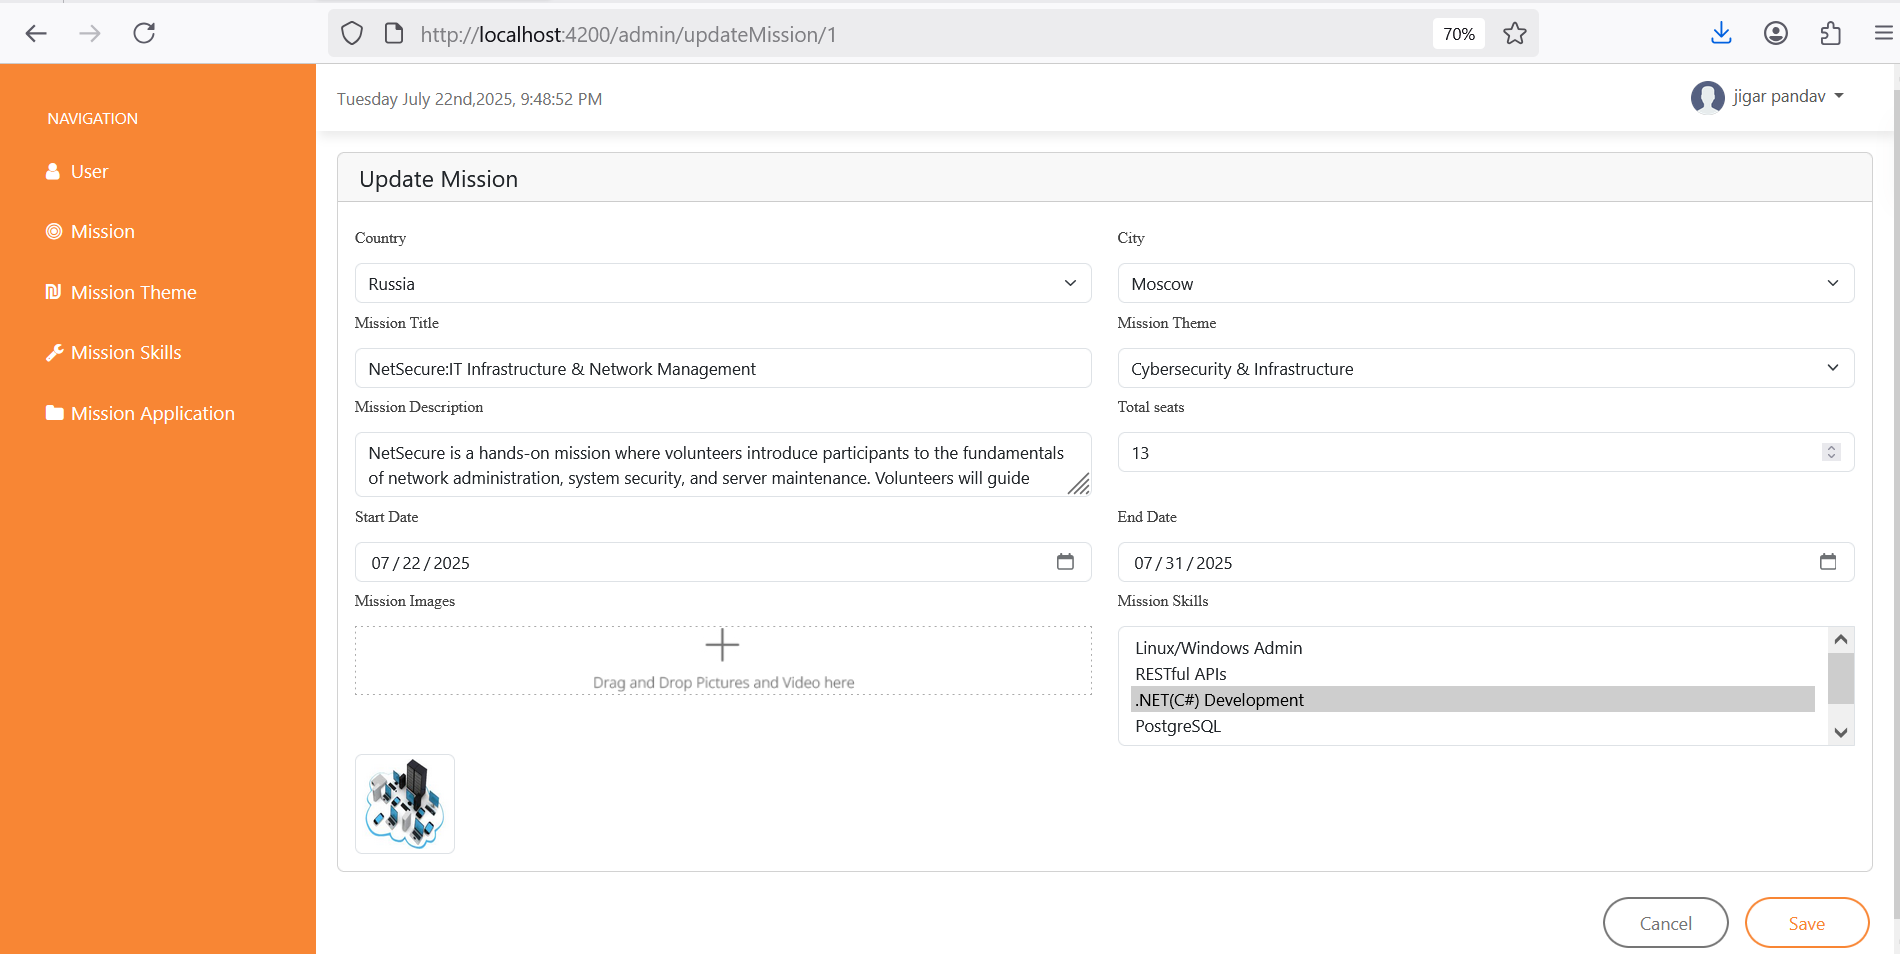 http://localhost:4200/admin/updateMission/1
70%
NAVIGATION
User
Mission
Mission Theme
Mission Skills
Mission Application
Tuesday July 22nd,2025, 9:48:52 PM
jigar pandav
Update Mission
Country
City
Russia
Moscow
Mission Title
Mission Theme
NetSecure:IT Infrastructure & Network Management
Cybersecurity & Infrastructure
Mission Description
Total seats
NetSecure is a hands-on mission where volunteers introduce participants to the fundamentals
of network administration, system security, and server maintenance. Volunteers will guide
13
Start Date
End Date
07/22/2025
07/31/2025
Mission Images
Mission Skills
Drag and Drop Pictures and Video here
Linux/Windows Admin
RESTful APIs
.NET(C#) Development
PostgreSQL
Cancel
Save